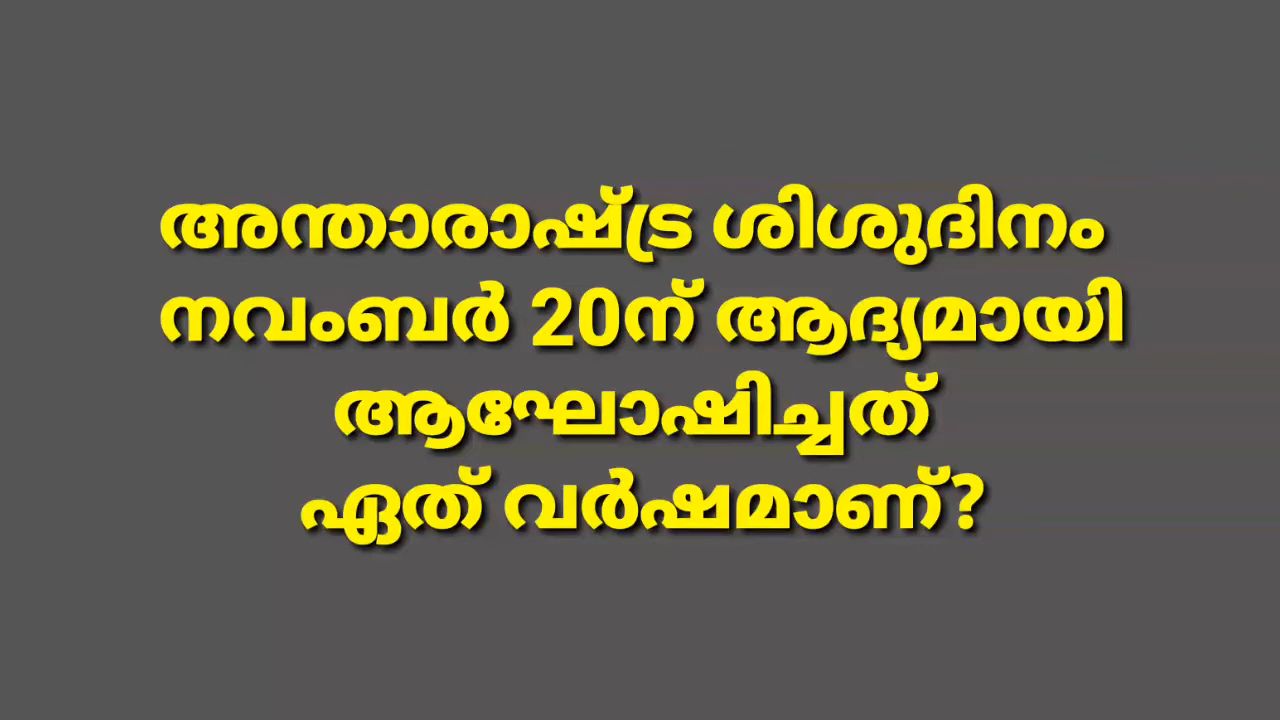 അന്താരാഷ്ട്ര ശിശുദിനം
നവംബർ 20ന് ആദ്യമായി
ആഘോഷിച്ചത്
ഏത് വർഷമാണ്?